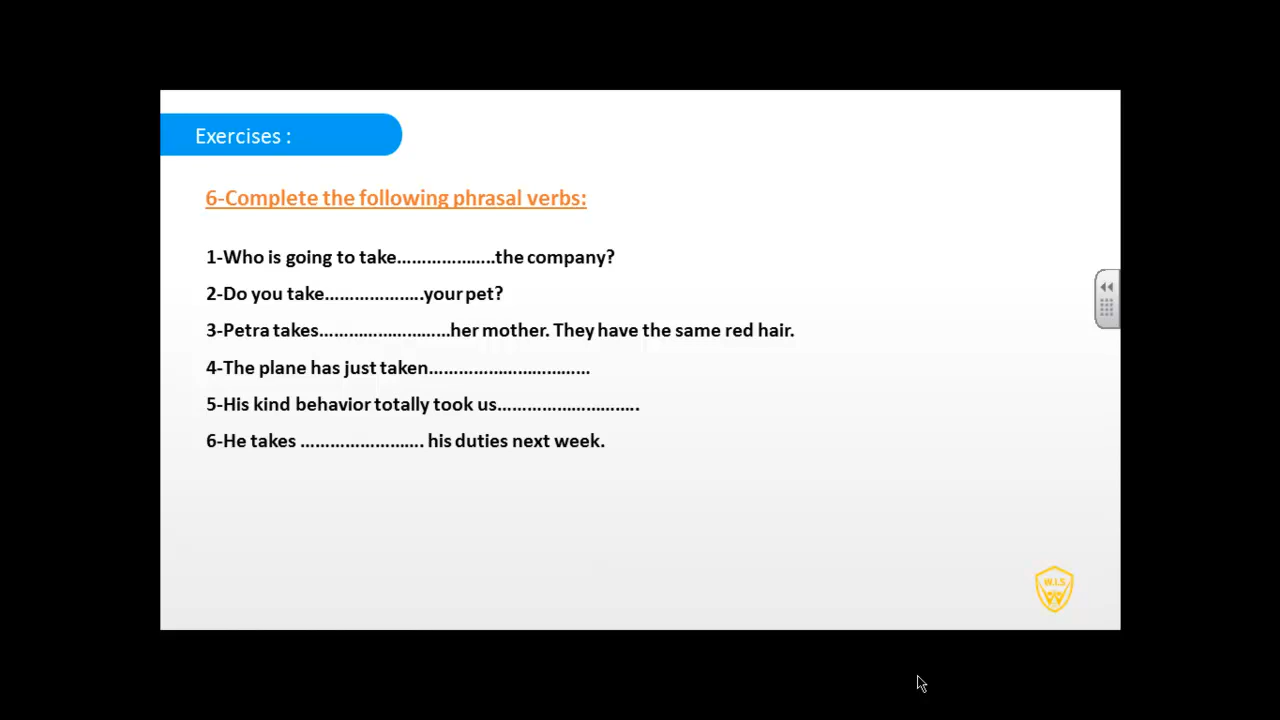 Exercises :
6-Complete the following phrasal verbs:
1-Who is going to take....................the company?
2-Do you take....................your pet?
3-Petra takes..........................her mother. They have the same red hair.
4-The plane has just taken................................
5-His kind behavior totally took us............................
6-He takes ......................... his duties next week.
W.I.S